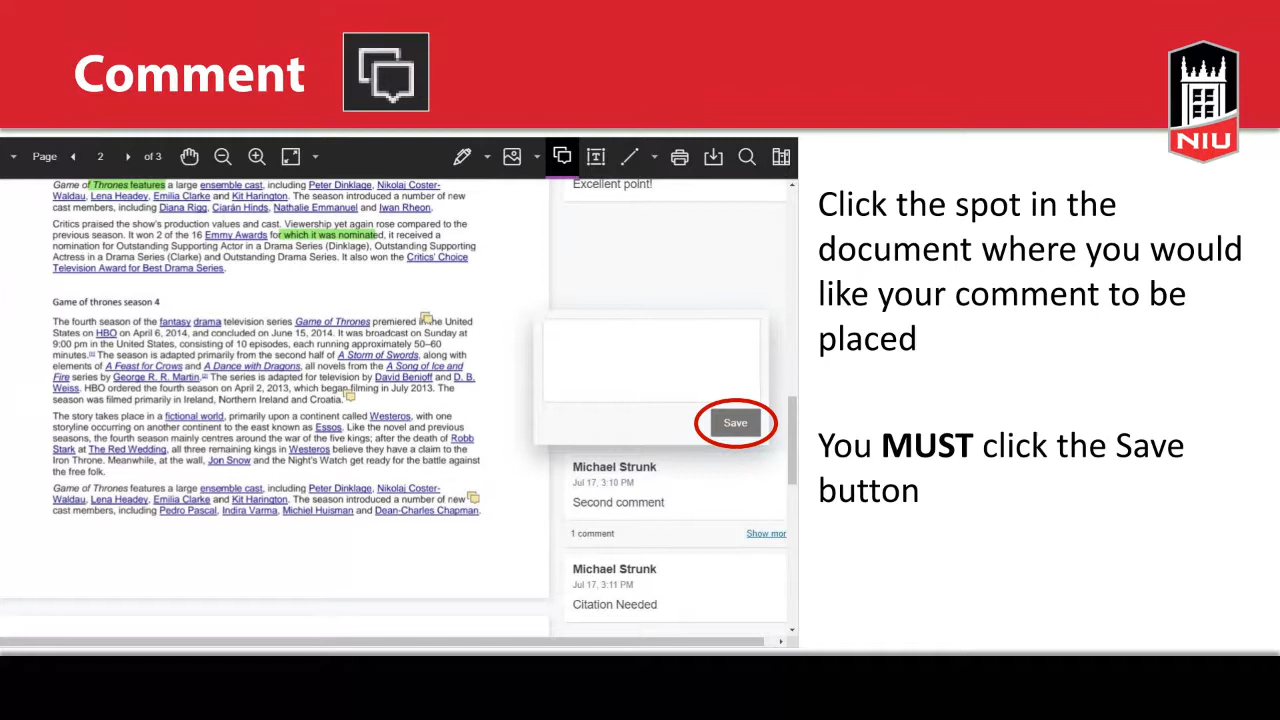 Comment
NIU
Page 2 of 3
Game of Thrones features a large ensemble cast, including Peter Dinklage, Nikolaj Coster-
Waldau, Lena Headey, Emilia Clarke and Kit Harington. The season introduced a number of new
cast members, including Diana Rigg, Ciarán Hinds, Nathalie Emmanuel and Iwan Rheon.
Critics praised the show's production values and cast. Viewership yet again rose compared to the
previous season. It won 2 of the 16 Emmy Awards for which it was nominated, it received a
nomination for Outstanding Supporting Actor in a Drama Series (Dinklage), Outstanding Supporting
Actress in a Drama Series (Clarke) and Outstanding Drama Series. It also won the Critics' Choice
Television Award for Best Drama Series.
Game of thrones season 4
The fourth season of the fantasy drama television series Game of Thrones premiered in the United
States on HBO on April 6, 2014, and concluded on June 15, 2014. It was broadcast on Sunday at
9:00 pm in the United States, consisting of 10 episodes, each running approximately 50–60
minutes.[1] The season is adapted primarily from the second half of A Storm of Swords, along with
elements of A Feast for Crows and A Dance with Dragons, all novels from the A Song of Ice and
Fire series by George R. R. Martin.[2] The series is adapted for television by David Benioff and D. B.
Weiss. HBO ordered the fourth season on April 2, 2013, which began filming in July 2013. The
season was filmed primarily in Ireland, Northern Ireland and Croatia.
The story takes place in a fictional world, primarily upon a continent called Westeros, with one
storyline occurring on another continent to the east known as Essos. Like the novel and previous
seasons, the fourth season mainly centres around the war of the five kings; after the death of Robb
Stark at The Red Wedding, all three remaining kings in Westeros believe they have a claim to the
Iron Throne. Meanwhile, at the wall, Jon Snow and the Night's Watch get ready for the battle against
the free folk.
Game of Thrones features a large ensemble cast, including Peter Dinklage, Nikolaj Coster-
Waldau, Lena Headey, Emilia Clarke and Kit Harington. The season introduced a number of new
cast members, including Pedro Pascal, Indira Varma, Michiel Huisman and Dean-Charles Chapman.
Excellent point!
Save
Michael Strunk
Jul 17, 3:10 PM
Second comment
1 comment Show mor
Michael Strunk
Jul 17, 3:11 PM
Citation Needed
Click the spot in the
document where you would
like your comment to be
placed
You MUST click the Save
button